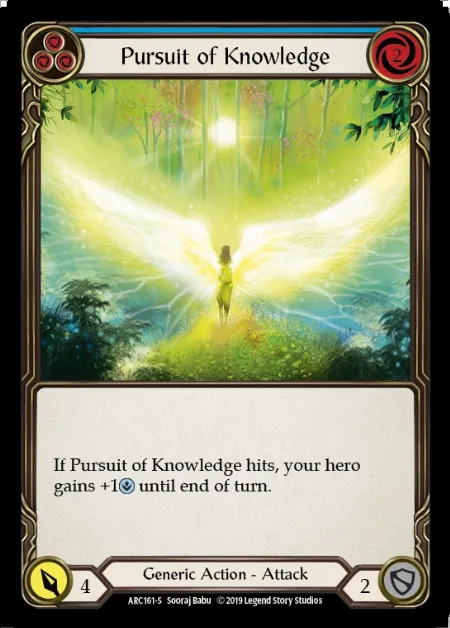 Pursuit of Knowledge
2
If Pursuit of Knowledge hits, your hero
gains +1 until end of turn.
Generic Action - Attack
4
2
ARC161-S Sooraj Babu © 2019 Legend Story Studios